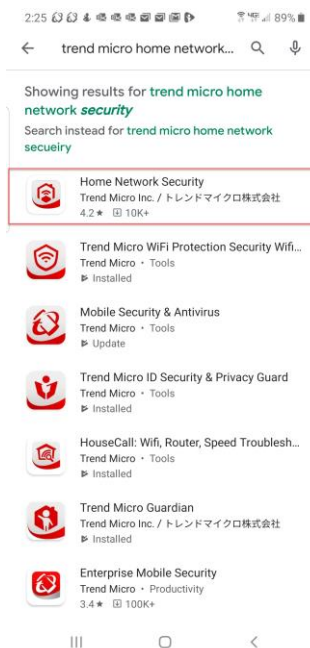 2:25 89%
trend micro home network...
Showing results for trend micro home
network security
Search instead for trend micro home network
secueiry
Home Network Security
Trend Micro Inc. / トレンドマイクロ株式会社
4.2★ 10K+
Trend Micro WiFi Protection Security Wifi...
Trend Micro • Tools
Installed
Mobile Security & Antivirus
Trend Micro • Tools
Update
Trend Micro ID Security & Privacy Guard
Trend Micro • Tools
Installed
HouseCall: Wifi, Router, Speed Troublesh...
Trend Micro • Tools
Installed
Trend Micro Guardian
Trend Micro Inc. / トレンドマイクロ株式会社
Installed
Enterprise Mobile Security
Trend Micro • Productivity
3.4★ 100K+